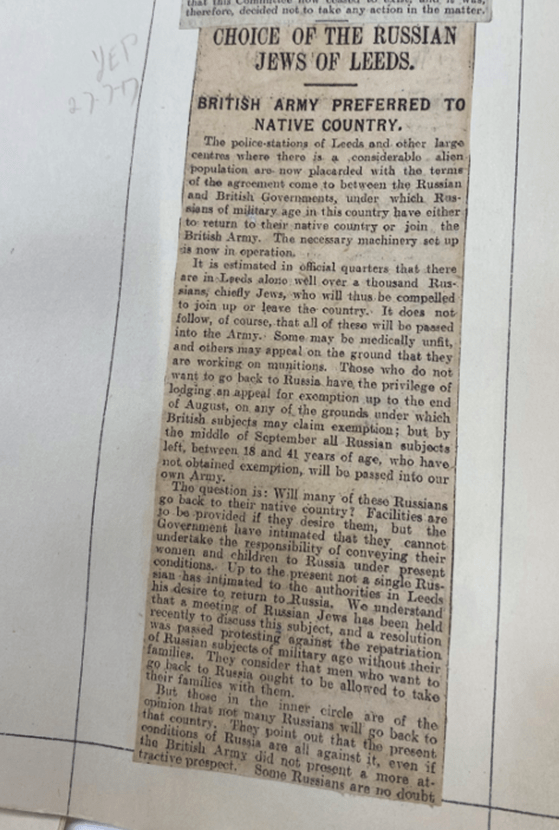 that this Committee now ceased to exist, and it was,
therefore, decided not to take any action in the matter.
YEP
27-7-17
CHOICE OF THE RUSSIAN
JEWS OF LEEDS.
BRITISH ARMY PREFERRED TO
NATIVE COUNTRY.
The police-stations of Leeds and other large
centres where there is a considerable alien
population are now placarded with the terms
of the agreement come to between the Russian
and British Governments, under which Rus-
sians of military age in this country have either
to return to their native country or join the
British Army. The necessary machinery set up
is now in operation.
It is estimated in official quarters that there
are in Leeds alone well over a thousand Rus-
sians, chiefly Jews, who will thus be compelled
to join up or leave the country. It does not
follow, of course, that all of these will be passed
into the Army. Some may be medically unfit,
and others may appeal on the ground that they
are working on munitions. Those who do not
want to go back to Russia have the privilege of
lodging an appeal for exemption up to the end
of August, on any of the grounds under which
British subjects may claim exemption; but by
the middle of September all Russian subjects
left, between 18 and 41 years of age, who have
not obtained exemption, will be passed into our
own Army.
The question is: Will many of these Russians
go back to their native country? Facilities are
to be provided if they desire them, but the
Government have intimated that they cannot
undertake the responsibility of conveying their
women and children to Russia under present
conditions. Up to the present not a single Rus-
sian has intimated to the authorities in Leeds
his desire to return to Russia. We understand
that a meeting of Russian Jews has been held
recently to discuss this subject, and a resolution
was passed protesting against the repatriation
of Russian subjects of military age without their
families. They consider that men who want to
go back to Russia ought to be allowed to take
their families with them.
But those in the inner circle are of the
opinion that not many Russians will go back to
that country. They point out that the present
conditions of Russia are all against it, even if
the British Army did not present a more at-
tractive prospect. Some Russians are no doubt